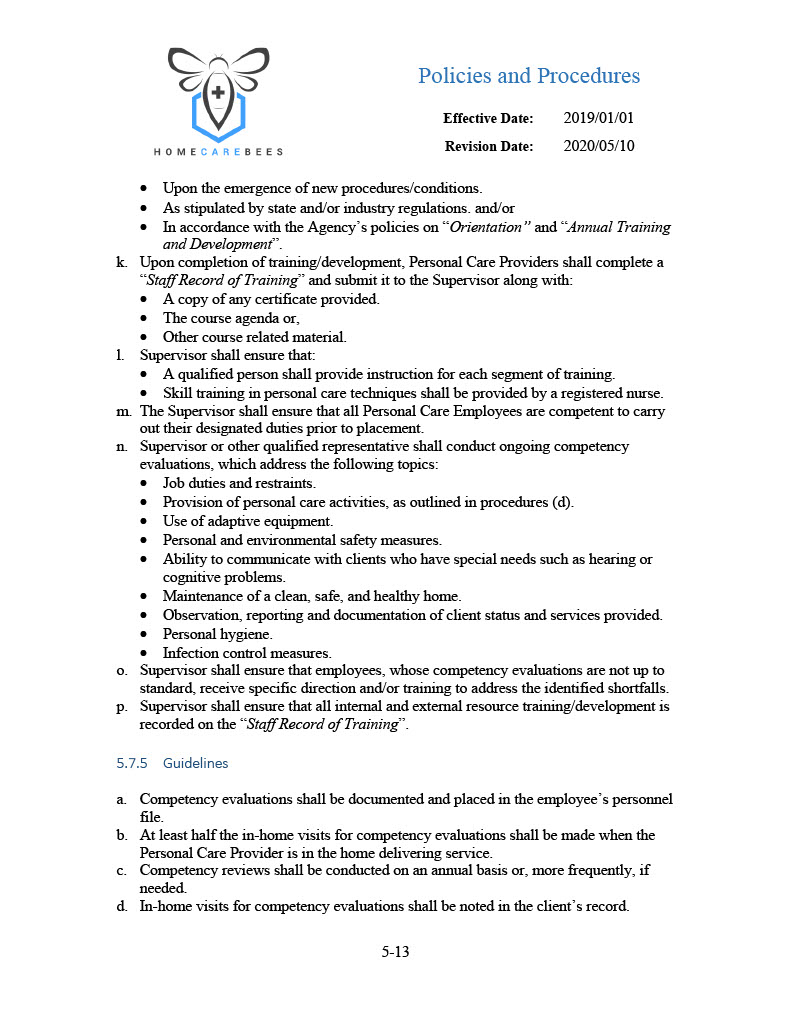 Policies and Procedures
Effective Date: 2019/01/01
Revision Date: 2020/05/10
HOMECAREBEES
• Upon the emergence of new procedures/conditions.
• As stipulated by state and/or industry regulations. and/or
• In accordance with the Agency’s policies on “Orientation” and “Annual Training
and Development”.
k. Upon completion of training/development, Personal Care Providers shall complete a
“Staff Record of Training” and submit it to the Supervisor along with:
• A copy of any certificate provided.
• The course agenda or,
• Other course related material.
l. Supervisor shall ensure that:
• A qualified person shall provide instruction for each segment of training.
• Skill training in personal care techniques shall be provided by a registered nurse.
m. The Supervisor shall ensure that all Personal Care Employees are competent to carry
out their designated duties prior to placement.
n. Supervisor or other qualified representative shall conduct ongoing competency
evaluations, which address the following topics:
• Job duties and restraints.
• Provision of personal care activities, as outlined in procedures (d).
• Use of adaptive equipment.
• Personal and environmental safety measures.
• Ability to communicate with clients who have special needs such as hearing or
cognitive problems.
• Maintenance of a clean, safe, and healthy home.
• Observation, reporting and documentation of client status and services provided.
• Personal hygiene.
• Infection control measures.
o. Supervisor shall ensure that employees, whose competency evaluations are not up to
standard, receive specific direction and/or training to address the identified shortfalls.
p. Supervisor shall ensure that all internal and external resource training/development is
recorded on the “Staff Record of Training”.
5.7.5 Guidelines
a. Competency evaluations shall be documented and placed in the employee’s personnel
file.
b. At least half the in-home visits for competency evaluations shall be made when the
Personal Care Provider is in the home delivering service.
c. Competency reviews shall be conducted on an annual basis or, more frequently, if
needed.
d. In-home visits for competency evaluations shall be noted in the client’s record.
5-13